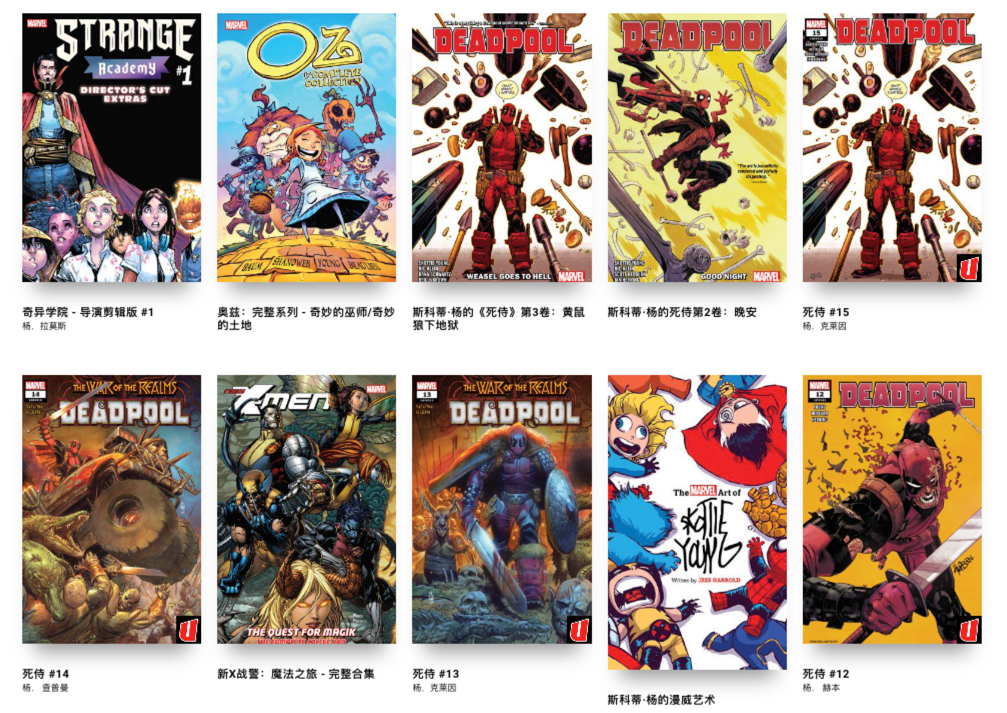 MARVEL
STRANGE
Academy
#1
DIRECTOR'S CUT
EXTRAS
MARVEL
OZ
THE COMPLETE
COLLECTION
BAUM SHANOWER YOUNG BEAULIEU
DEADPOOL
SKOTTIE YOUNG
NIC KLEIN
WEASEL GOES TO HELL
MARVEL
DEADPOOL
SKOTTIE YOUNG
NIC KLEIN
GOOD NIGHT
MARVEL
MARVEL
15
DEADPOOL
奇异学院 - 导演剪辑版 #1
杨、拉莫斯
奥兹：完整系列 - 奇妙的巫师/奇妙
的土地
斯科蒂·杨的《死侍》第3卷：黄鼠
狼下地狱
斯科蒂·杨的死侍第2卷：晚安
死侍 #15
杨、克莱因
MARVEL
14
THE WAR OF THE REALMS
DEADPOOL
X-MEN
MARVEL
THE QUEST FOR MAGIK
MARVEL
13
THE WAR OF THE REALMS
DEADPOOL
The MARVEL Art of
SKOTTIE
YOUNG
Written by JESS HARROLD
MARVEL
12
DEADPOOL
死侍 #14
杨、查普曼
新X战警：魔法之旅 - 完整合集
死侍 #13
杨、克莱因
斯科蒂·杨的漫威艺术
死侍 #12
杨、赫本